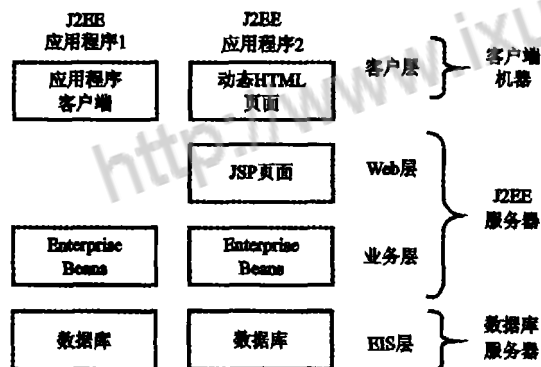 J2EE
应用程序1
J2EE
应用程序2
应用程序
客户端
动态HTML
页面
客户层
客户端
机器
JSP页面
Web层
J2EE
服务器
Enterprise
Beans
Enterprise
Beans
业务层
数据库
数据库
EIS层
数据库
服务器
http://www.ixu